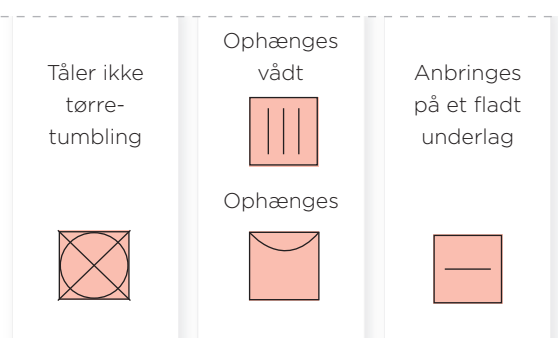 Tåler ikke
tørre-
tumbling
Ophænges
vådt
Ophænges
Anbringes
på et fladt
underlag